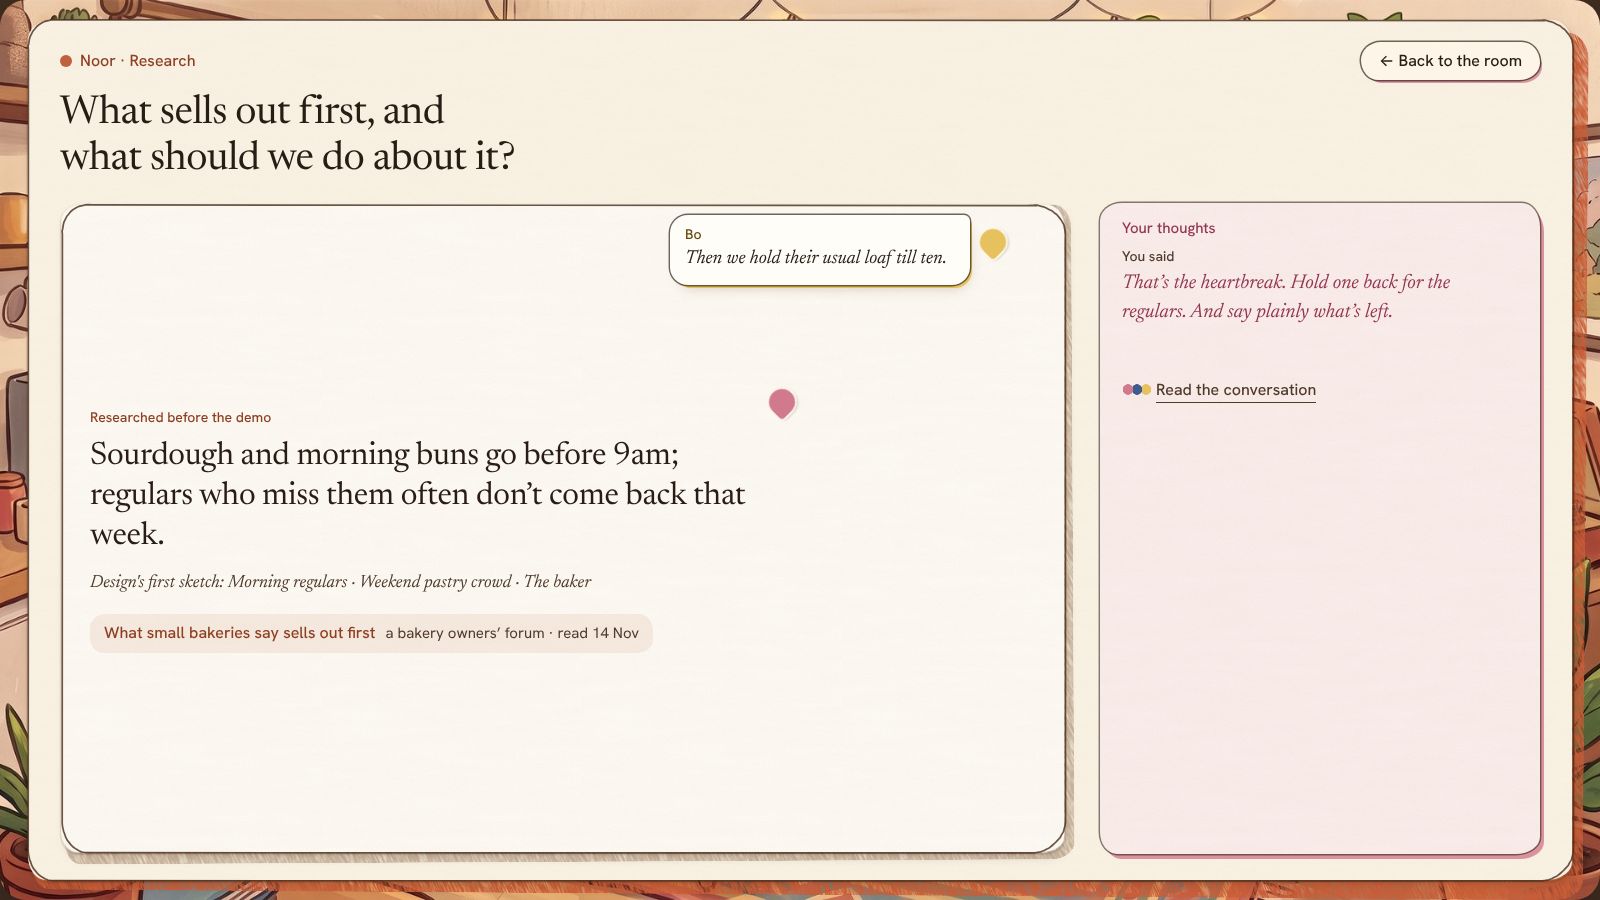 Noor · Research
← Back to the room
What sells out first, and
what should we do about it?
Bo
Then we hold their usual loaf till ten.
Researched before the demo
Sourdough and morning buns go before 9am;
regulars who miss them often don’t come back that
week.
Design's first sketch: Morning regulars · Weekend pastry crowd · The baker
What small bakeries say sells out first a bakery owners’ forum · read 14 Nov
Your thoughts
You said
That’s the heartbreak. Hold one back for the
regulars. And say plainly what’s left.
Read the conversation